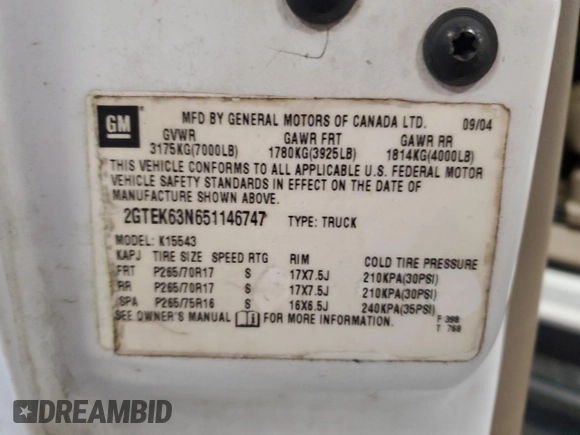 GM
MFD BY GENERAL MOTORS OF CANADA LTD. 09/04
GVWR GAWR FRT GAWR RR
3175KG(7000LB) 1780KG(3925LB) 1814KG(4000LB)
THIS VEHICLE CONFORMS TO ALL APPLICABLE U.S. FEDERAL MOTOR
VEHICLE SAFETY STANDARDS IN EFFECT ON THE DATE OF
MANUFACTURE SHOWN ABOVE.
2GTEK63N651146747 TYPE: TRUCK
MODEL: K15543
KAPJ TIRE SIZE SPEED RTG RIM COLD TIRE PRESSURE
FRT P265/70R17 S 17X7.5J 210KPA(30PSI)
RR P265/70R17 S 17X7.5J 210KPA(30PSI)
SPA P265/75R16 S 16X6.5J 240KPA(35PSI)
SEE OWNER'S MANUAL FOR MORE INFORMATION. F 398
T 760
DREAMBID